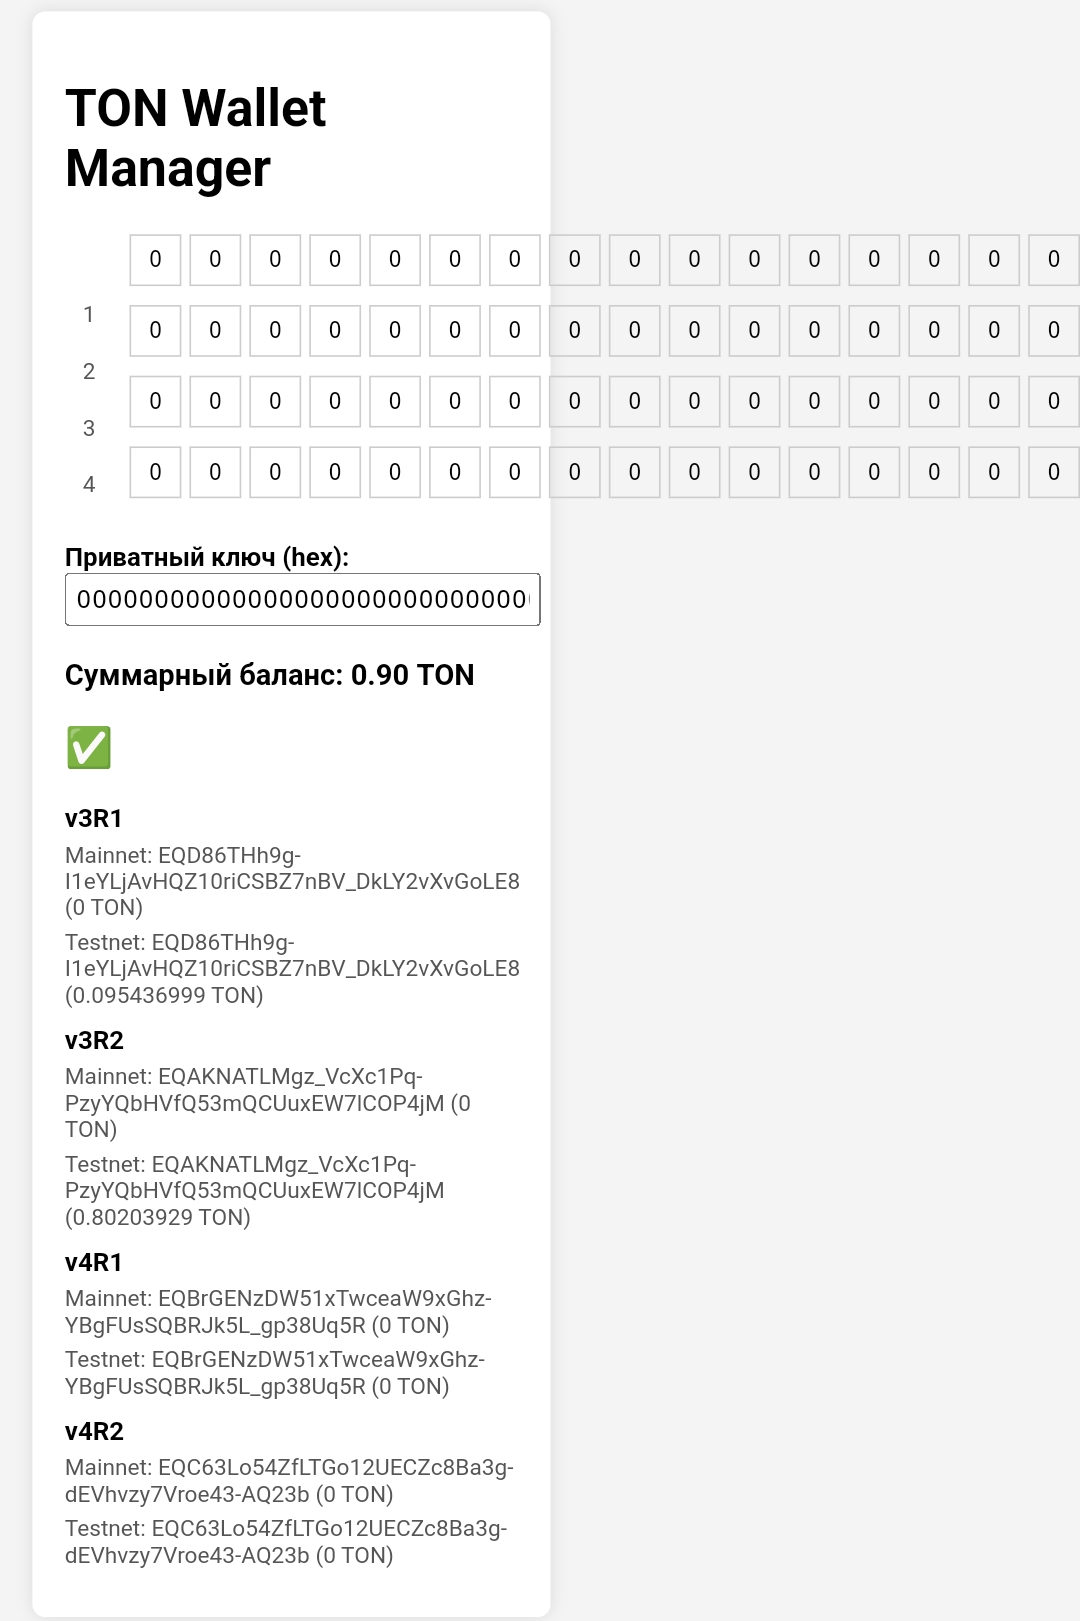 TON Wallet
Manager
0 0 0 0 0 0 0 0 0 0 0 0 0 0 0 0
1
0 0 0 0 0 0 0 0 0 0 0 0 0 0 0 0
2
0 0 0 0 0 0 0 0 0 0 0 0 0 0 0 0
3
0 0 0 0 0 0 0 0 0 0 0 0 0 0 0 0
4
Приватный ключ (hex):
00000000000000000000000000000
Суммарный баланс: 0.90 TON
✅
v3R1
Mainnet: EQD86THh9g-
I1eYLjAvHQZ10riCSBZ7nBV_DkLY2vXvGoLE8
(0 TON)
Testnet: EQD86THh9g-
I1eYLjAvHQZ10riCSBZ7nBV_DkLY2vXvGoLE8
(0.095436999 TON)
v3R2
Mainnet: EQAKNATLMgz_VcXc1Pq-
PzyYQbHVfQ53mQCUuxEW7lCOP4jM (0
TON)
Testnet: EQAKNATLMgz_VcXc1Pq-
PzyYQbHVfQ53mQCUuxEW7lCOP4jM
(0.80203929 TON)
v4R1
Mainnet: EQBrGENzDW51xTwceaW9xGhz-
YBgFUsSQBRJk5L_gp38Uq5R (0 TON)
Testnet: EQBrGENzDW51xTwceaW9xGhz-
YBgFUsSQBRJk5L_gp38Uq5R (0 TON)
v4R2
Mainnet: EQC63Lo54ZfLTGo12UECZc8Ba3g-
dEVhvzy7Vroe43-AQ23b (0 TON)
Testnet: EQC63Lo54ZfLTGo12UECZc8Ba3g-
dEVhvzy7Vroe43-AQ23b (0 TON)